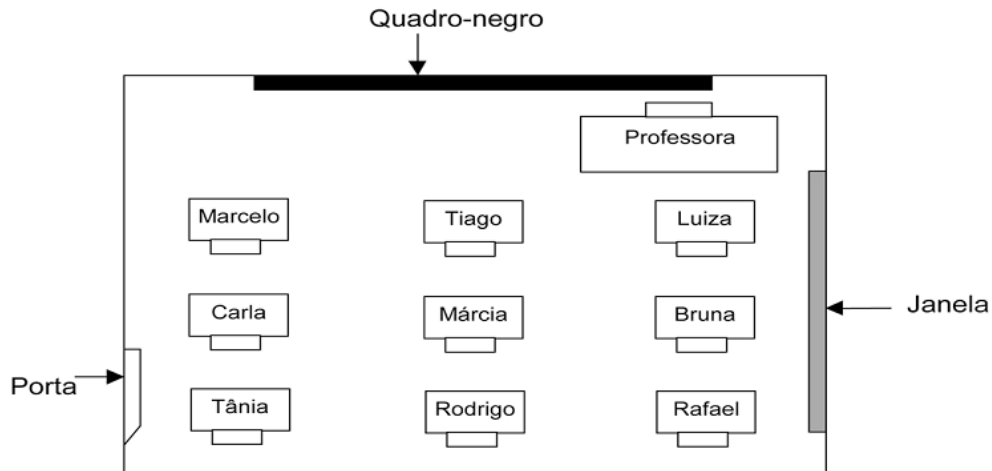 Quadro-negro
Professora
Marcelo
Tiago
Luiza
Carla
Márcia
Bruna
Janela
Porta
Tânia
Rodrigo
Rafael